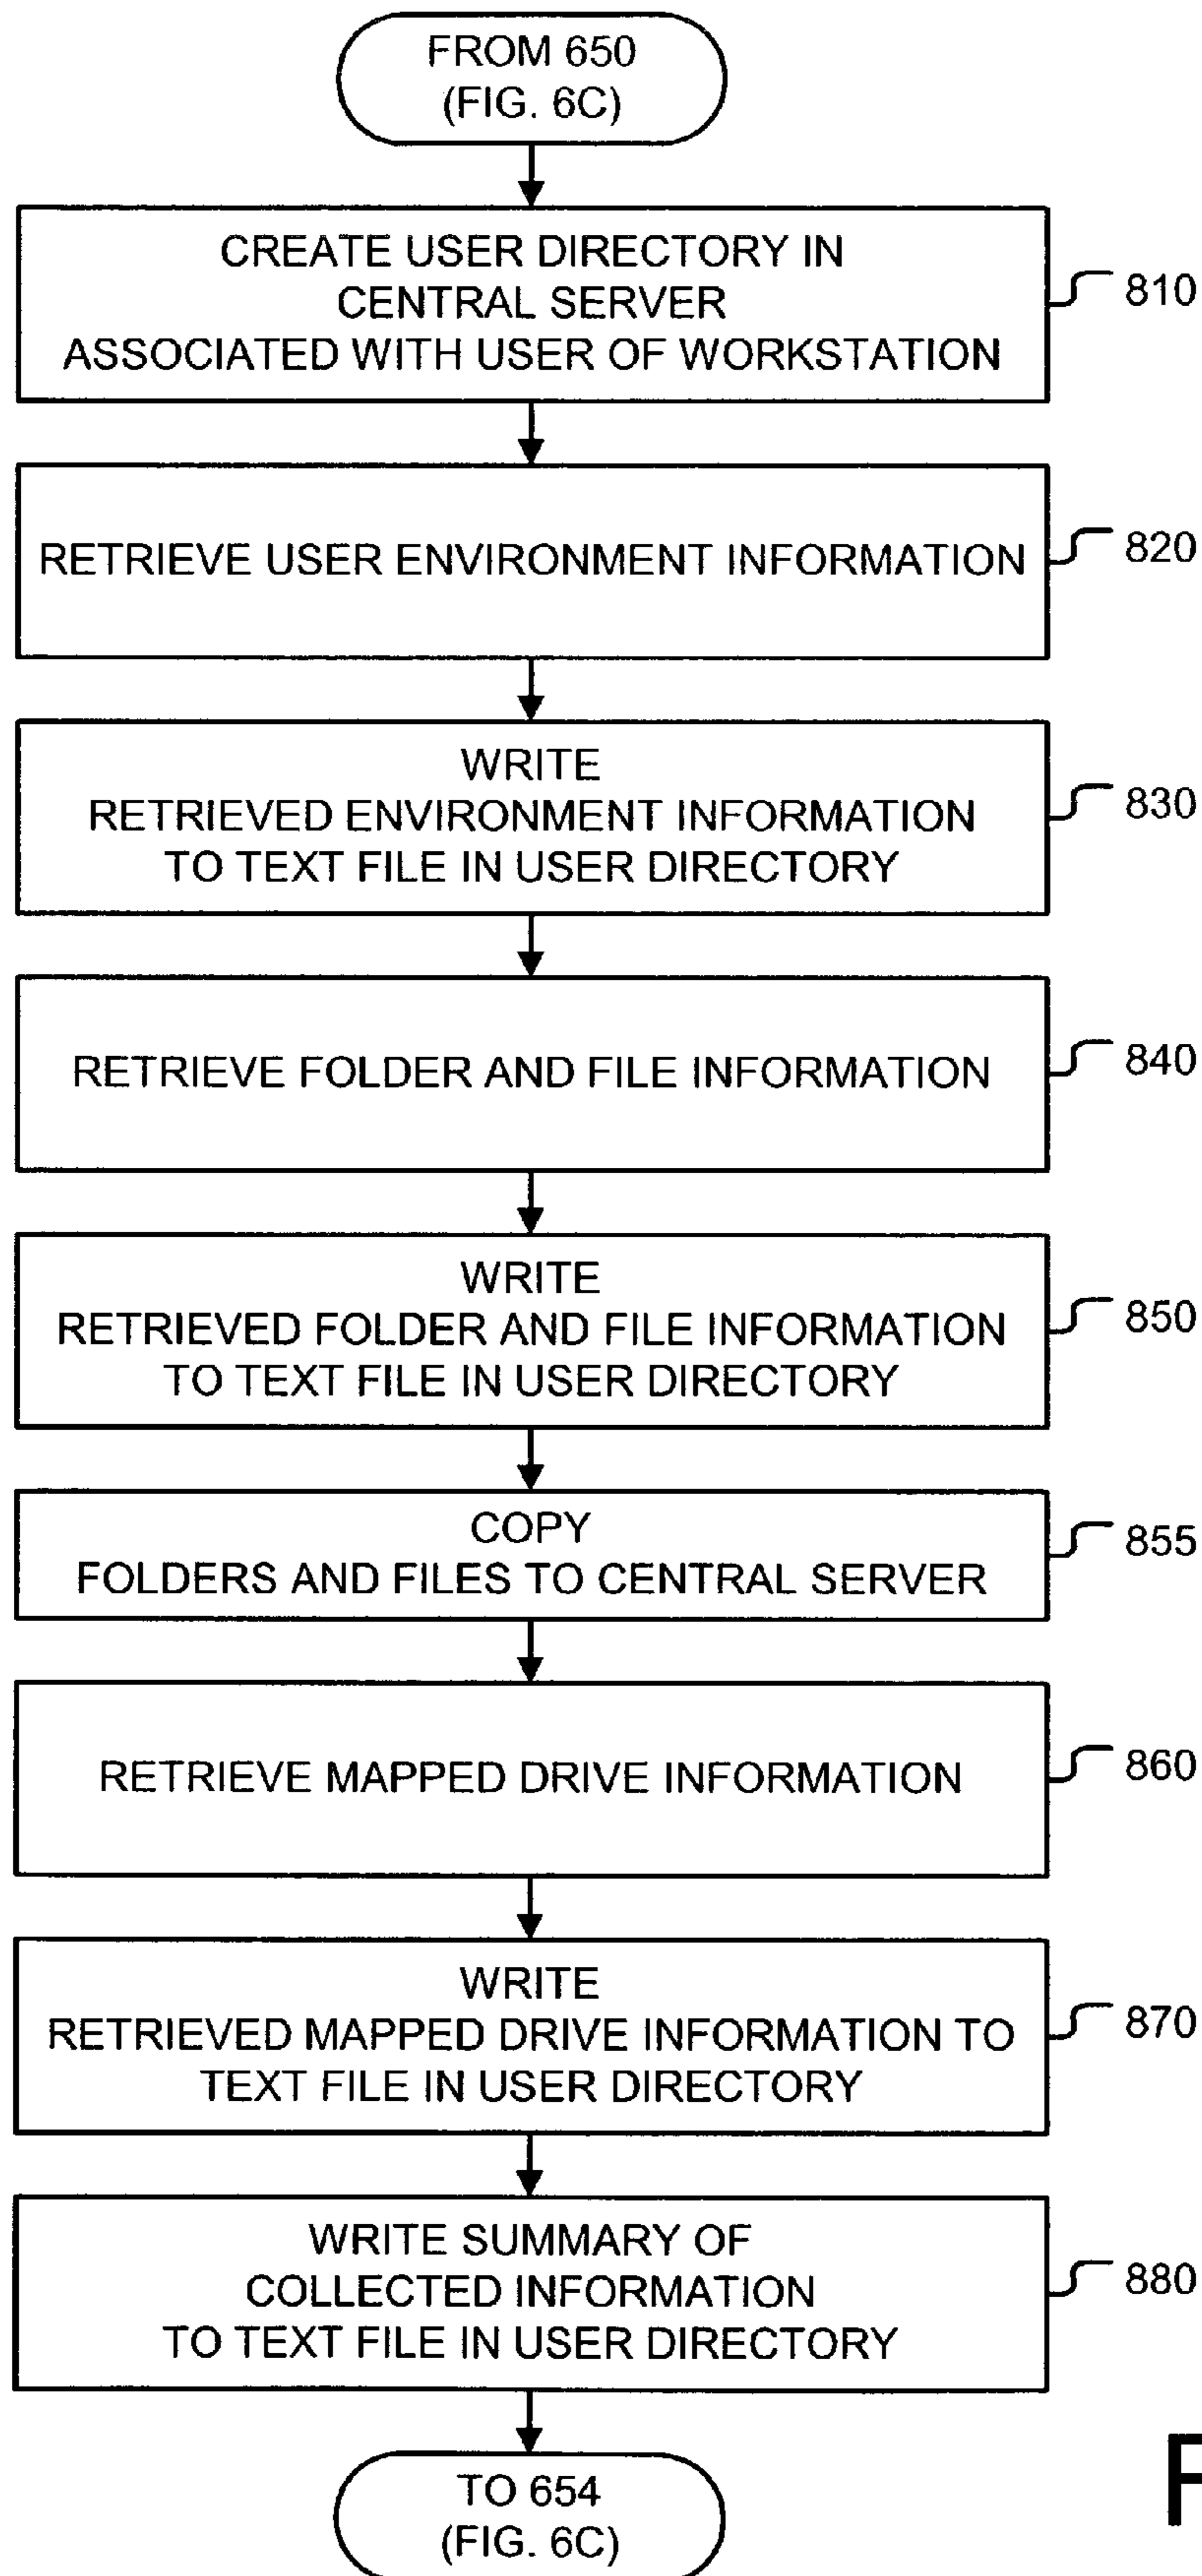 FROM 650
(FIG. 6C)
CREATE USER DIRECTORY IN
CENTRAL SERVER
ASSOCIATED WITH USER OF WORKSTATION
810
RETRIEVE USER ENVIRONMENT INFORMATION
820
WRITE
RETRIEVED ENVIRONMENT INFORMATION
TO TEXT FILE IN USER DIRECTORY
830
RETRIEVE FOLDER AND FILE INFORMATION
840
WRITE
RETRIEVED FOLDER AND FILE INFORMATION
TO TEXT FILE IN USER DIRECTORY
850
COPY
FOLDERS AND FILES TO CENTRAL SERVER
855
RETRIEVE MAPPED DRIVE INFORMATION
860
WRITE
RETRIEVED MAPPED DRIVE INFORMATION TO
TEXT FILE IN USER DIRECTORY
870
WRITE SUMMARY OF
COLLECTED INFORMATION
TO TEXT FILE IN USER DIRECTORY
880
TO 654
(FIG. 6C)